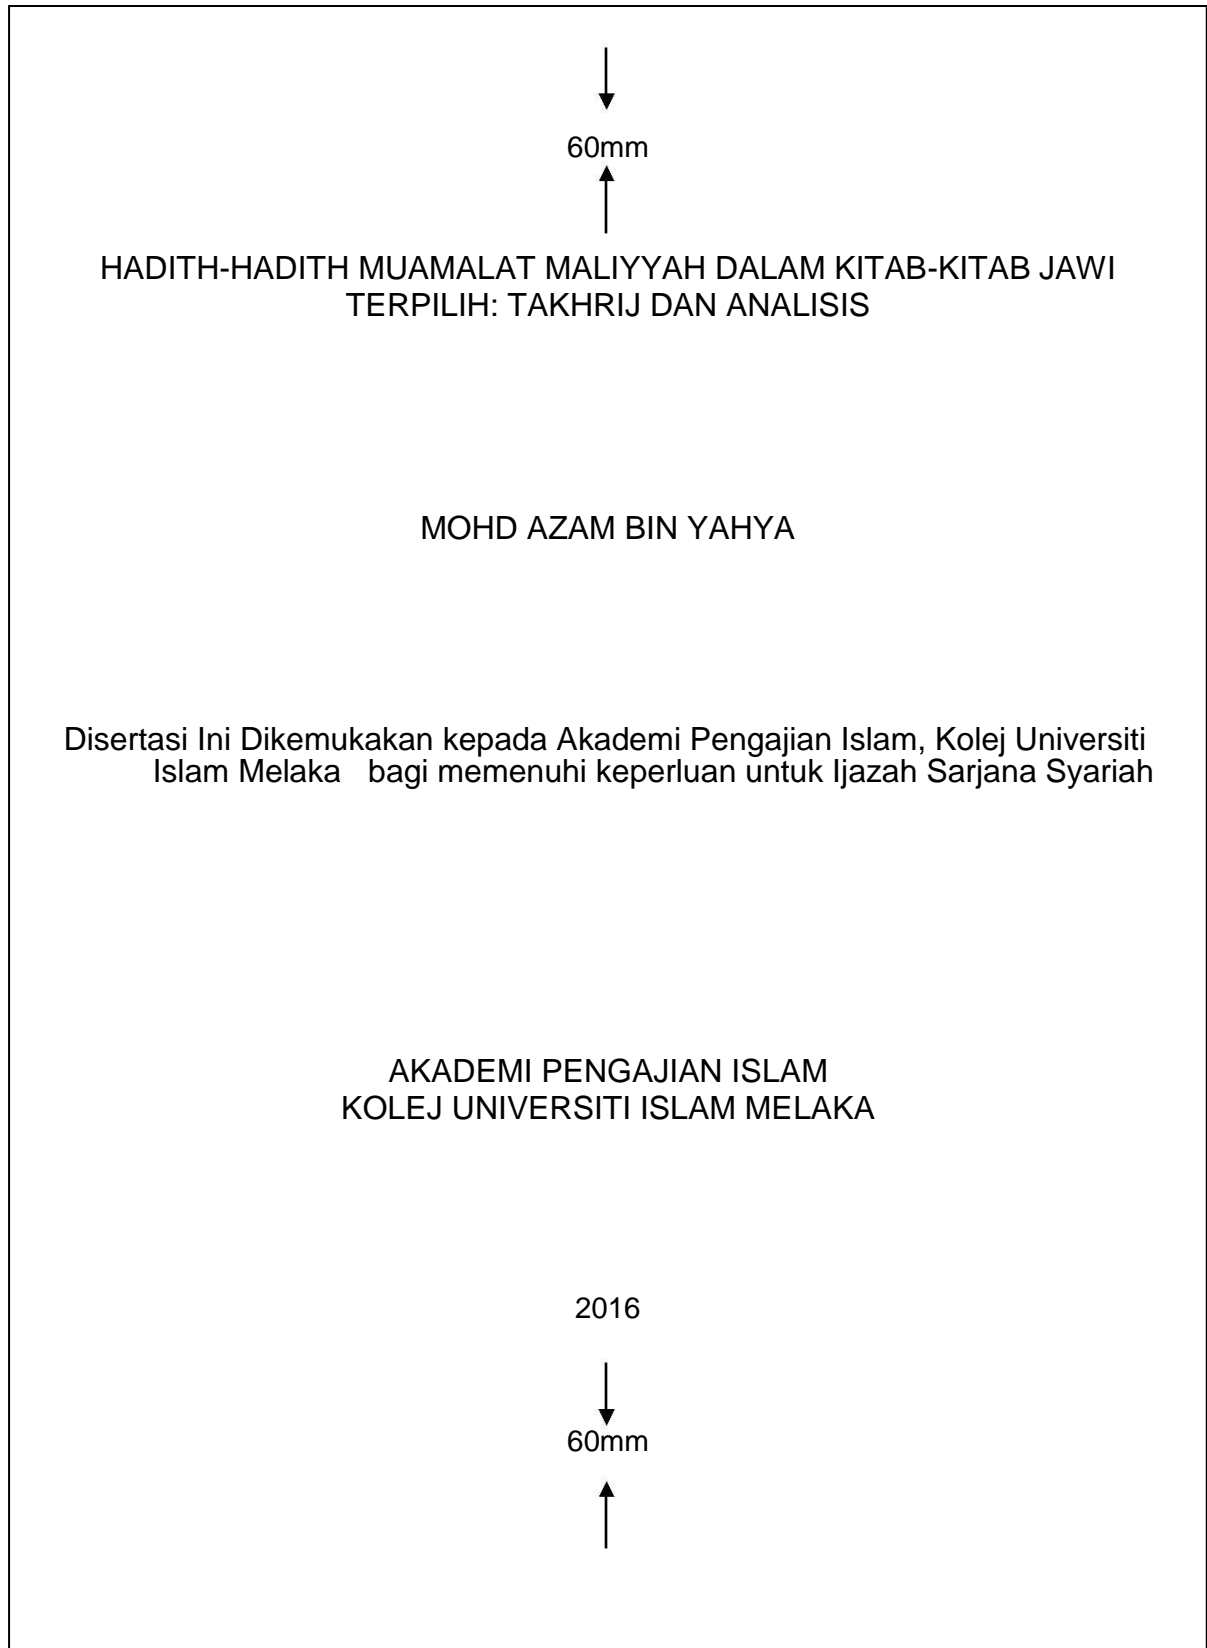 60mm
HADITH-HADITH MUAMALAT MALIYYAH DALAM KITAB-KITAB JAWI
TERPILIH: TAKHRIJ DAN ANALISIS
MOHD AZAM BIN YAHYA
Disertasi Ini Dikemukakan kepada Akademi Pengajian Islam, Kolej Universiti
Islam Melaka bagi memenuhi keperluan untuk Ijazah Sarjana Syariah
AKADEMI PENGAJIAN ISLAM
KOLEJ UNIVERSITI ISLAM MELAKA
2016
60mm